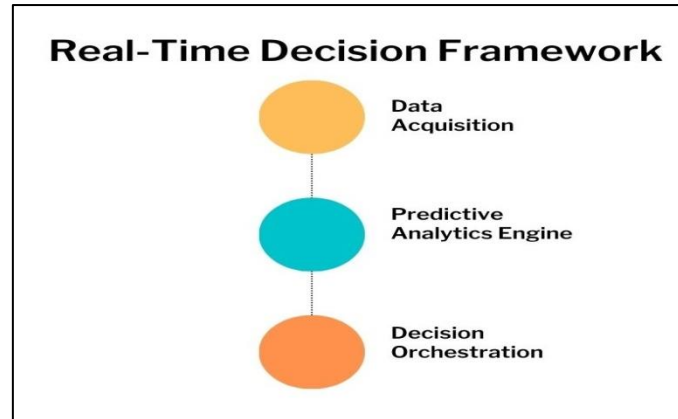 Real-Time Decision Framework
Data
Acquisition
Predictive
Analytics Engine
Decision
Orchestration